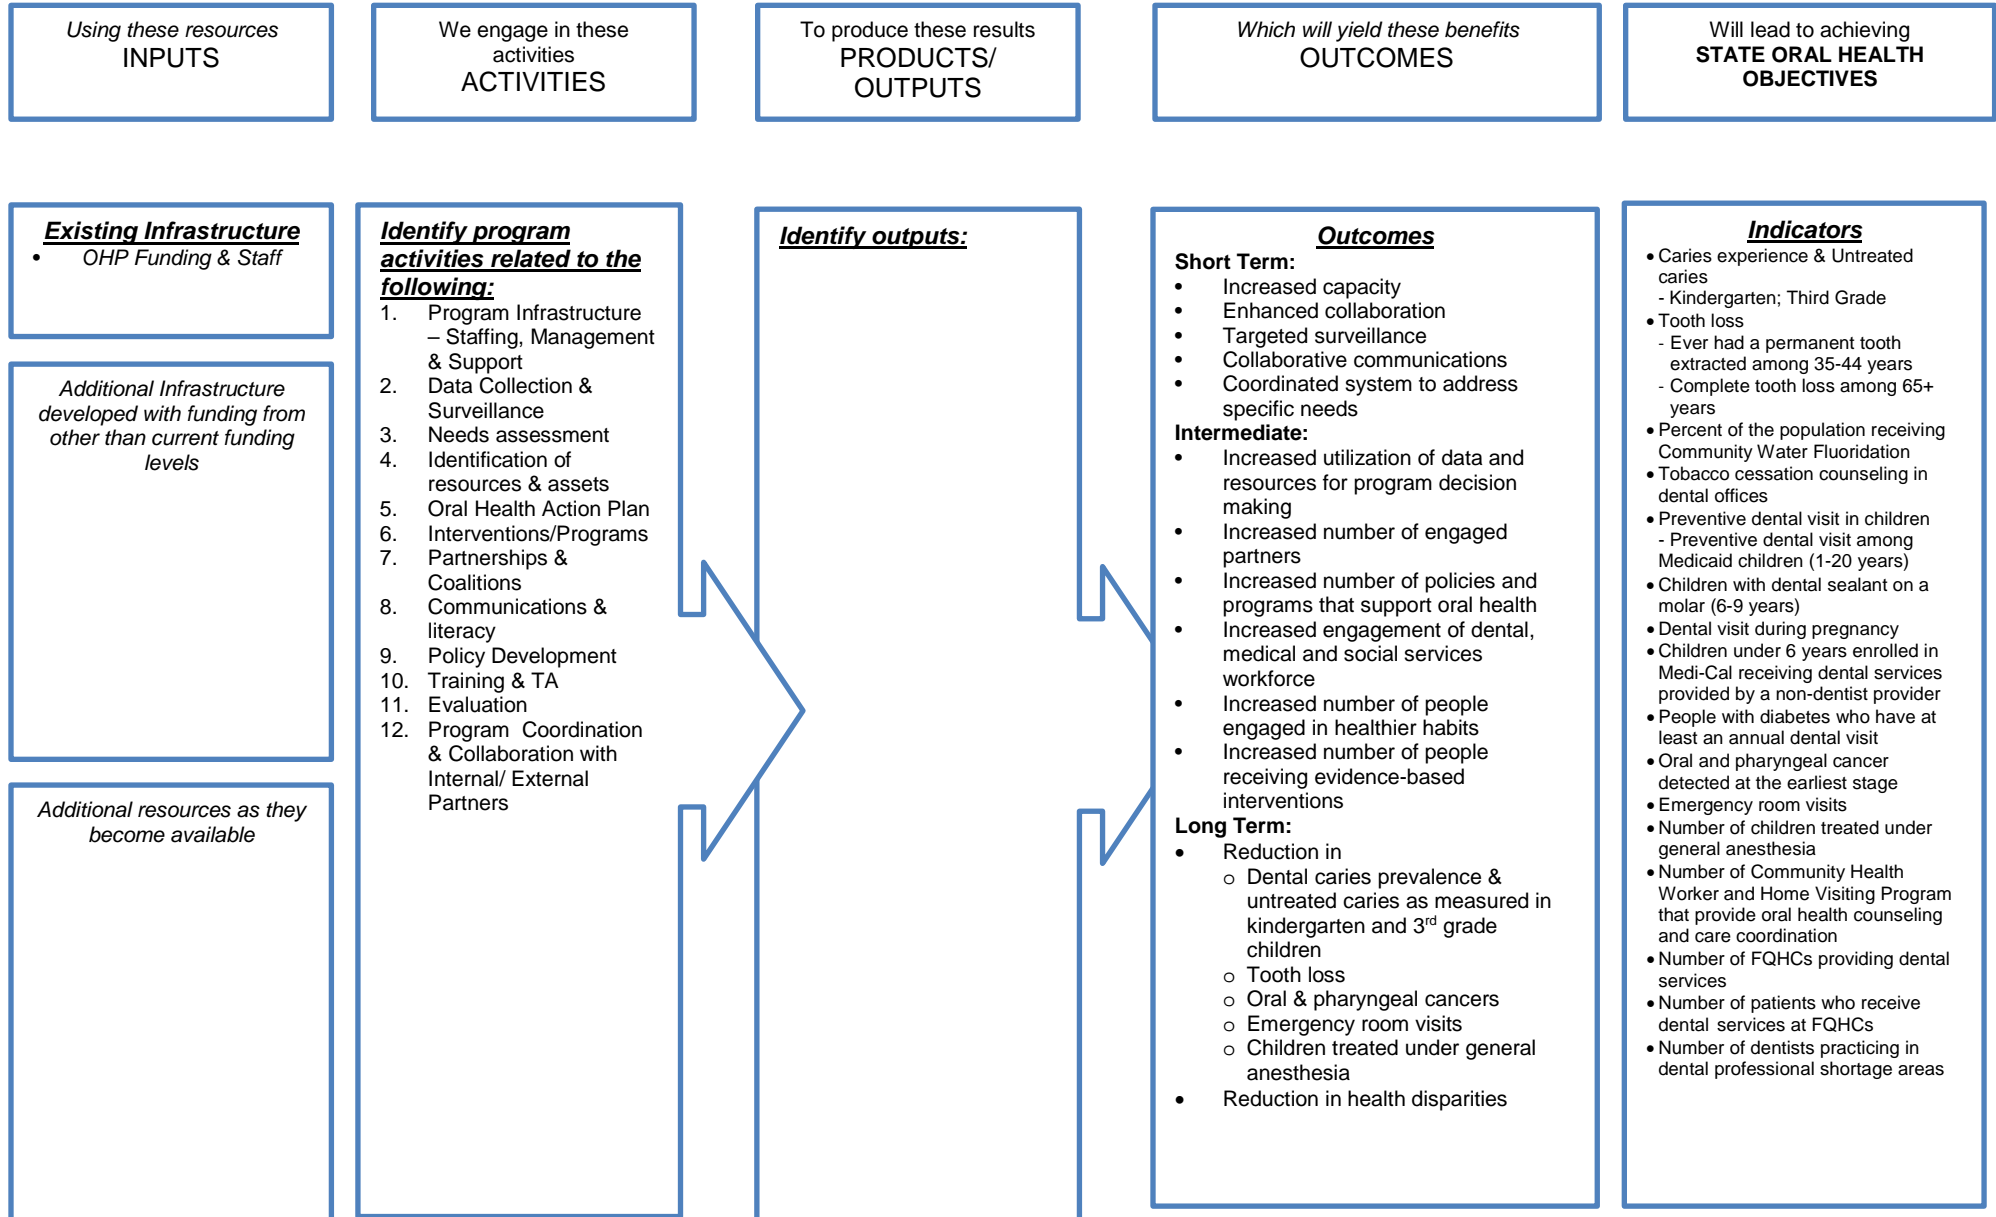 Using these resources
INPUTS
We engage in these
activities
ACTIVITIES
To produce these results
PRODUCTS/
OUTPUTS
Which will yield these benefits
OUTCOMES
Will lead to achieving
STATE ORAL HEALTH
OBJECTIVES
Existing Infrastructure
• OHP Funding & Staff
Additional Infrastructure
developed with funding from
other than current funding
levels
Additional resources as they
become available
Identify program
activities related to the
following:
1. Program Infrastructure
– Staffing, Management
& Support
2. Data Collection &
Surveillance
3. Needs assessment
4. Identification of
resources & assets
5. Oral Health Action Plan
6. Interventions/Programs
7. Partnerships &
Coalitions
8. Communications &
literacy
9. Policy Development
10. Training & TA
11. Evaluation
12. Program Coordination
& Collaboration with
Internal/ External
Partners
Identify outputs:
Outcomes
Short Term:
• Increased capacity
• Enhanced collaboration
• Targeted surveillance
• Collaborative communications
• Coordinated system to address
specific needs
Intermediate:
• Increased utilization of data and
resources for program decision
making
• Increased number of engaged
partners
• Increased number of policies and
programs that support oral health
• Increased engagement of dental,
medical and social services
workforce
• Increased number of people
engaged in healthier habits
• Increased number of people
receiving evidence-based
interventions
Long Term:
• Reduction in
o Dental caries prevalence &
untreated caries as measured in
kindergarten and 3rd grade
children
o Tooth loss
o Oral & pharyngeal cancers
o Emergency room visits
o Children treated under general
anesthesia
• Reduction in health disparities
Indicators
• Caries experience & Untreated
caries
- Kindergarten; Third Grade
• Tooth loss
- Ever had a permanent tooth
extracted among 35-44 years
- Complete tooth loss among 65+
years
• Percent of the population receiving
Community Water Fluoridation
• Tobacco cessation counseling in
dental offices
• Preventive dental visit in children
- Preventive dental visit among
Medicaid children (1-20 years)
• Children with dental sealant on a
molar (6-9 years)
• Dental visit during pregnancy
• Children under 6 years enrolled in
Medi-Cal receiving dental services
provided by a non-dentist provider
• People with diabetes who have at
least an annual dental visit
• Oral and pharyngeal cancer
detected at the earliest stage
• Emergency room visits
• Number of children treated under
general anesthesia
• Number of Community Health
Worker and Home Visiting Program
that provide oral health counseling
and care coordination
• Number of FQHCs providing dental
services
• Number of patients who receive
dental services at FQHCs
• Number of dentists practicing in
dental professional shortage areas